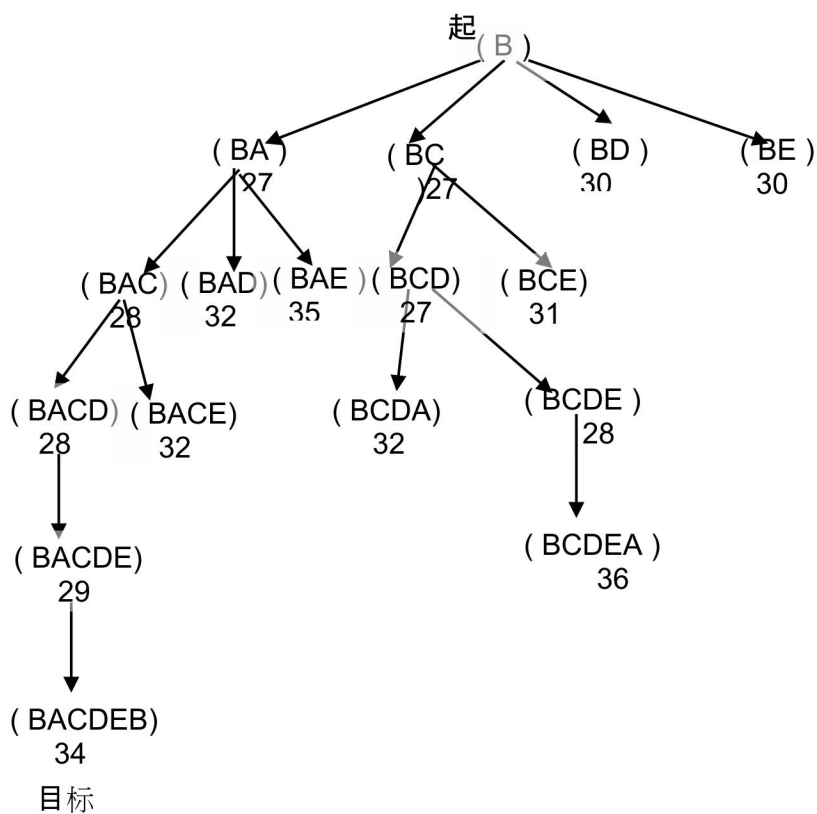 起
( B )
( BA )
27
( BC
)27
( BD )
30
( BE )
30
( BAC)
28
( BAD)
32
( BAE )
35
( BCD)
27
( BCE)
31
( BACD)
28
( BACE)
32
( BCDA)
32
( BCDE )
28
( BACDE)
29
( BCDEA )
36
( BACDEB)
34
目标